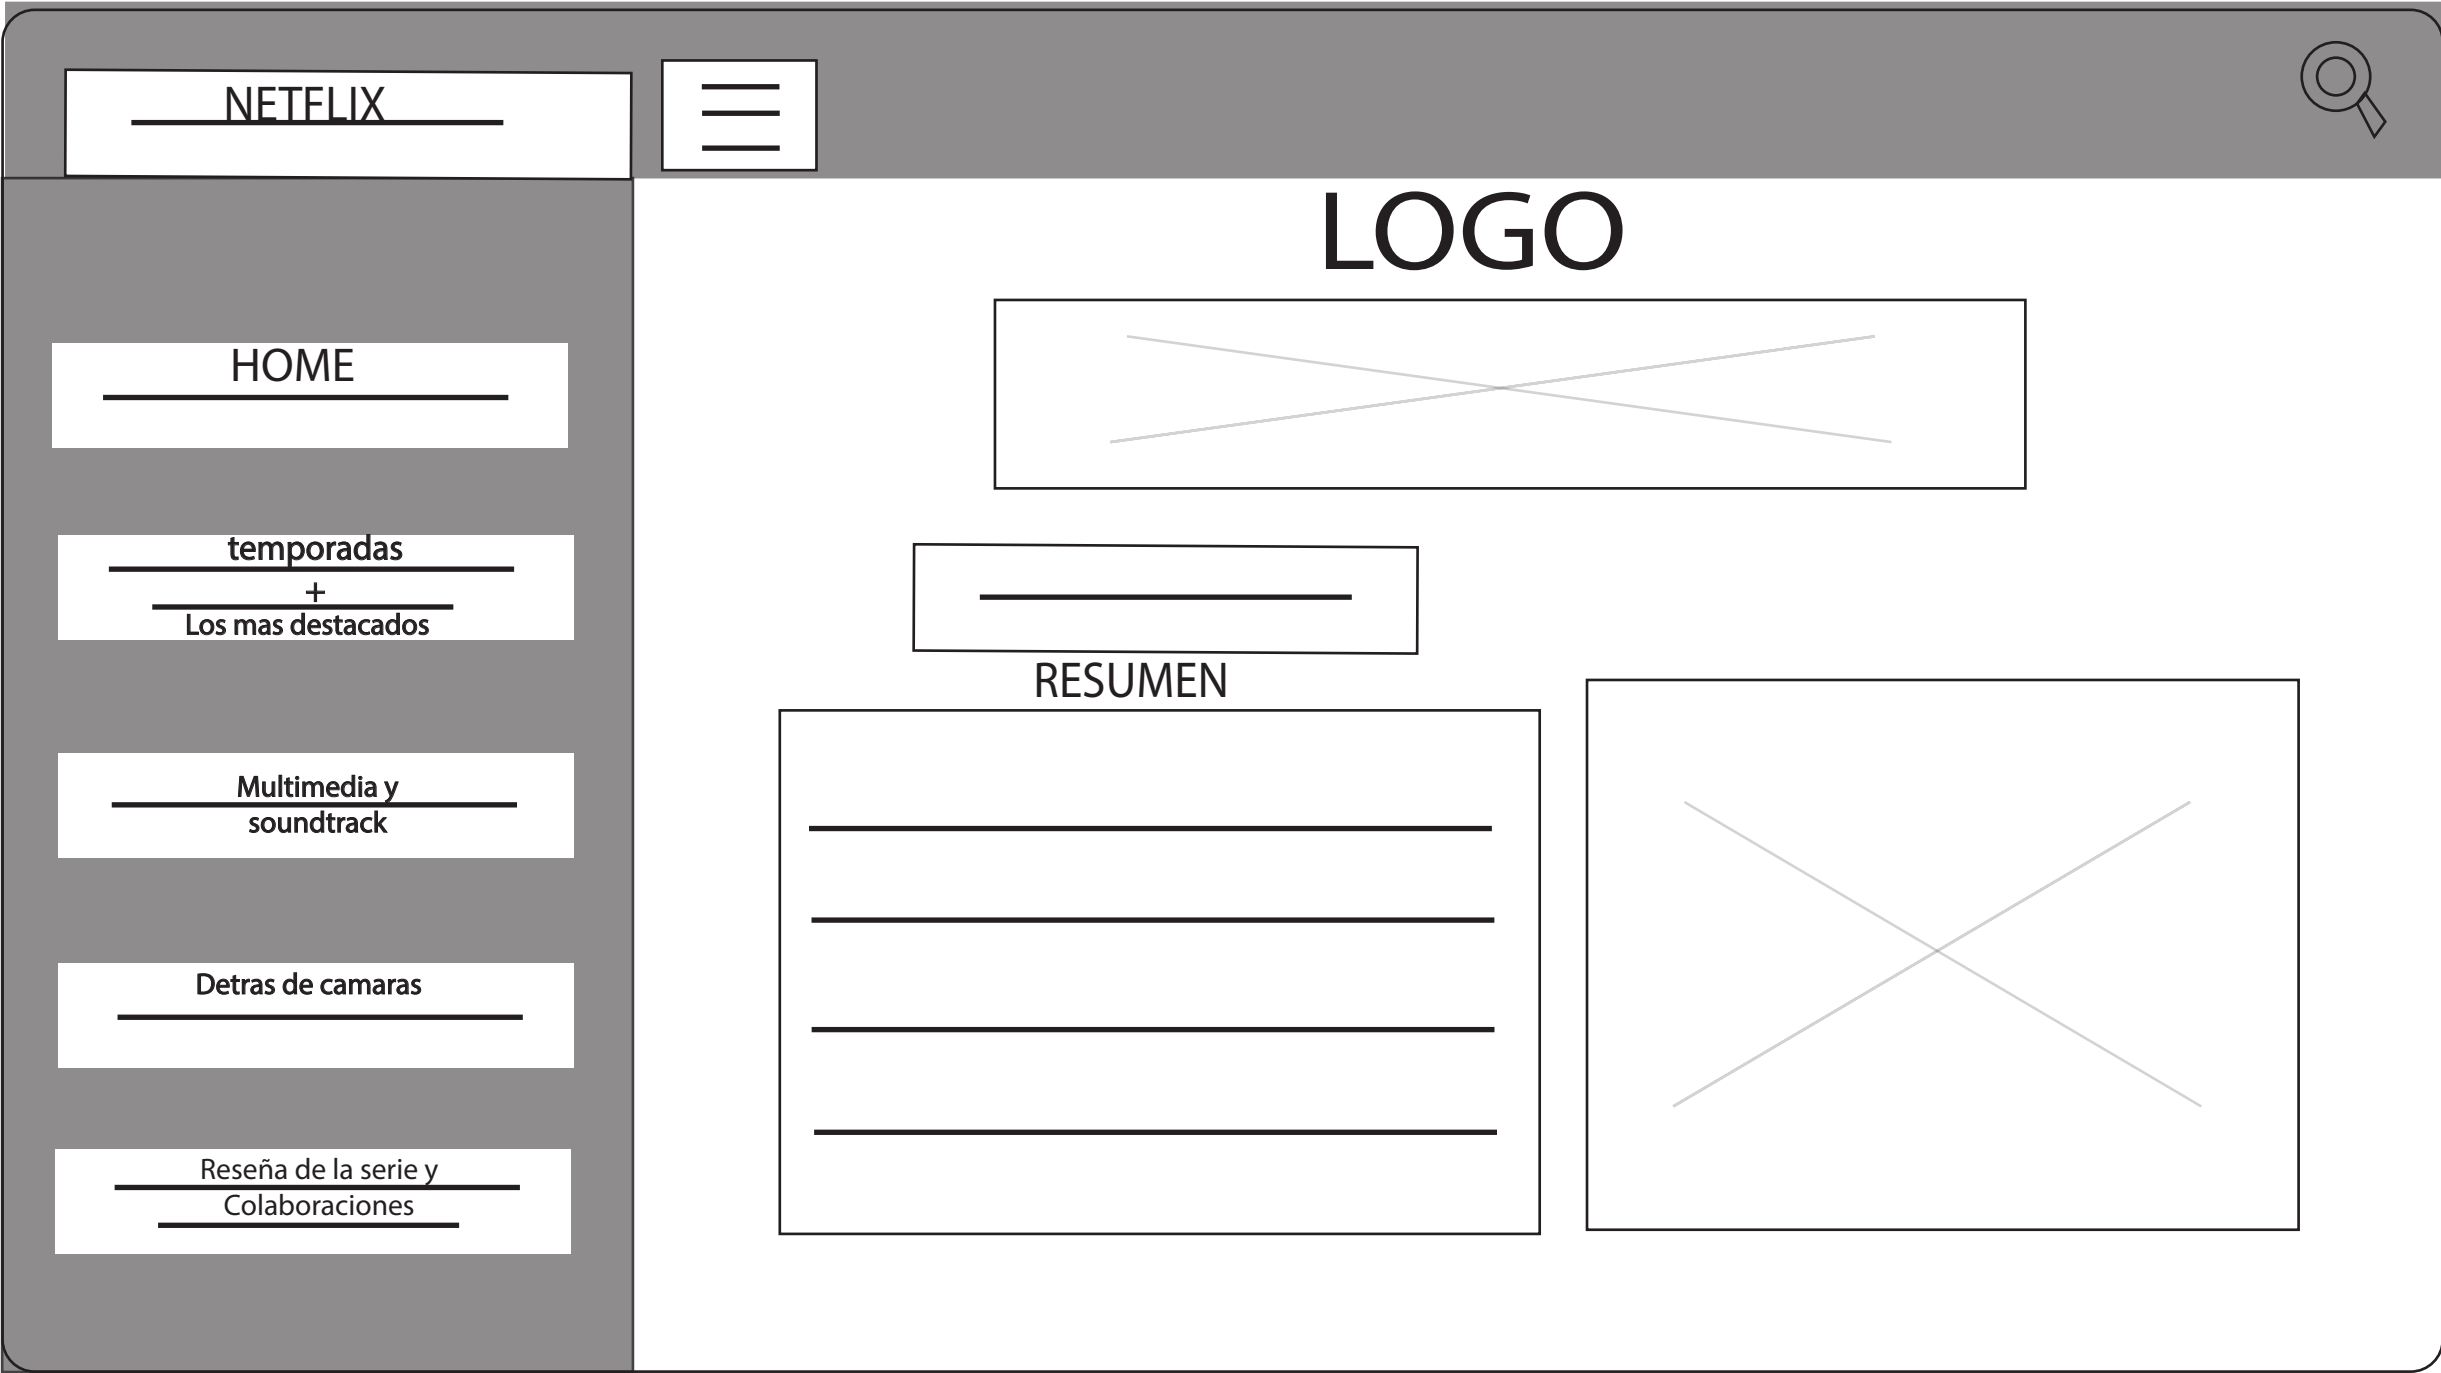 NETFLIX
LOGO
HOME
temporadas
+
Los mas destacados
RESUMEN
Multimedia y
soundtrack
Detras de camaras
Reseña de la serie y
Colaboraciones